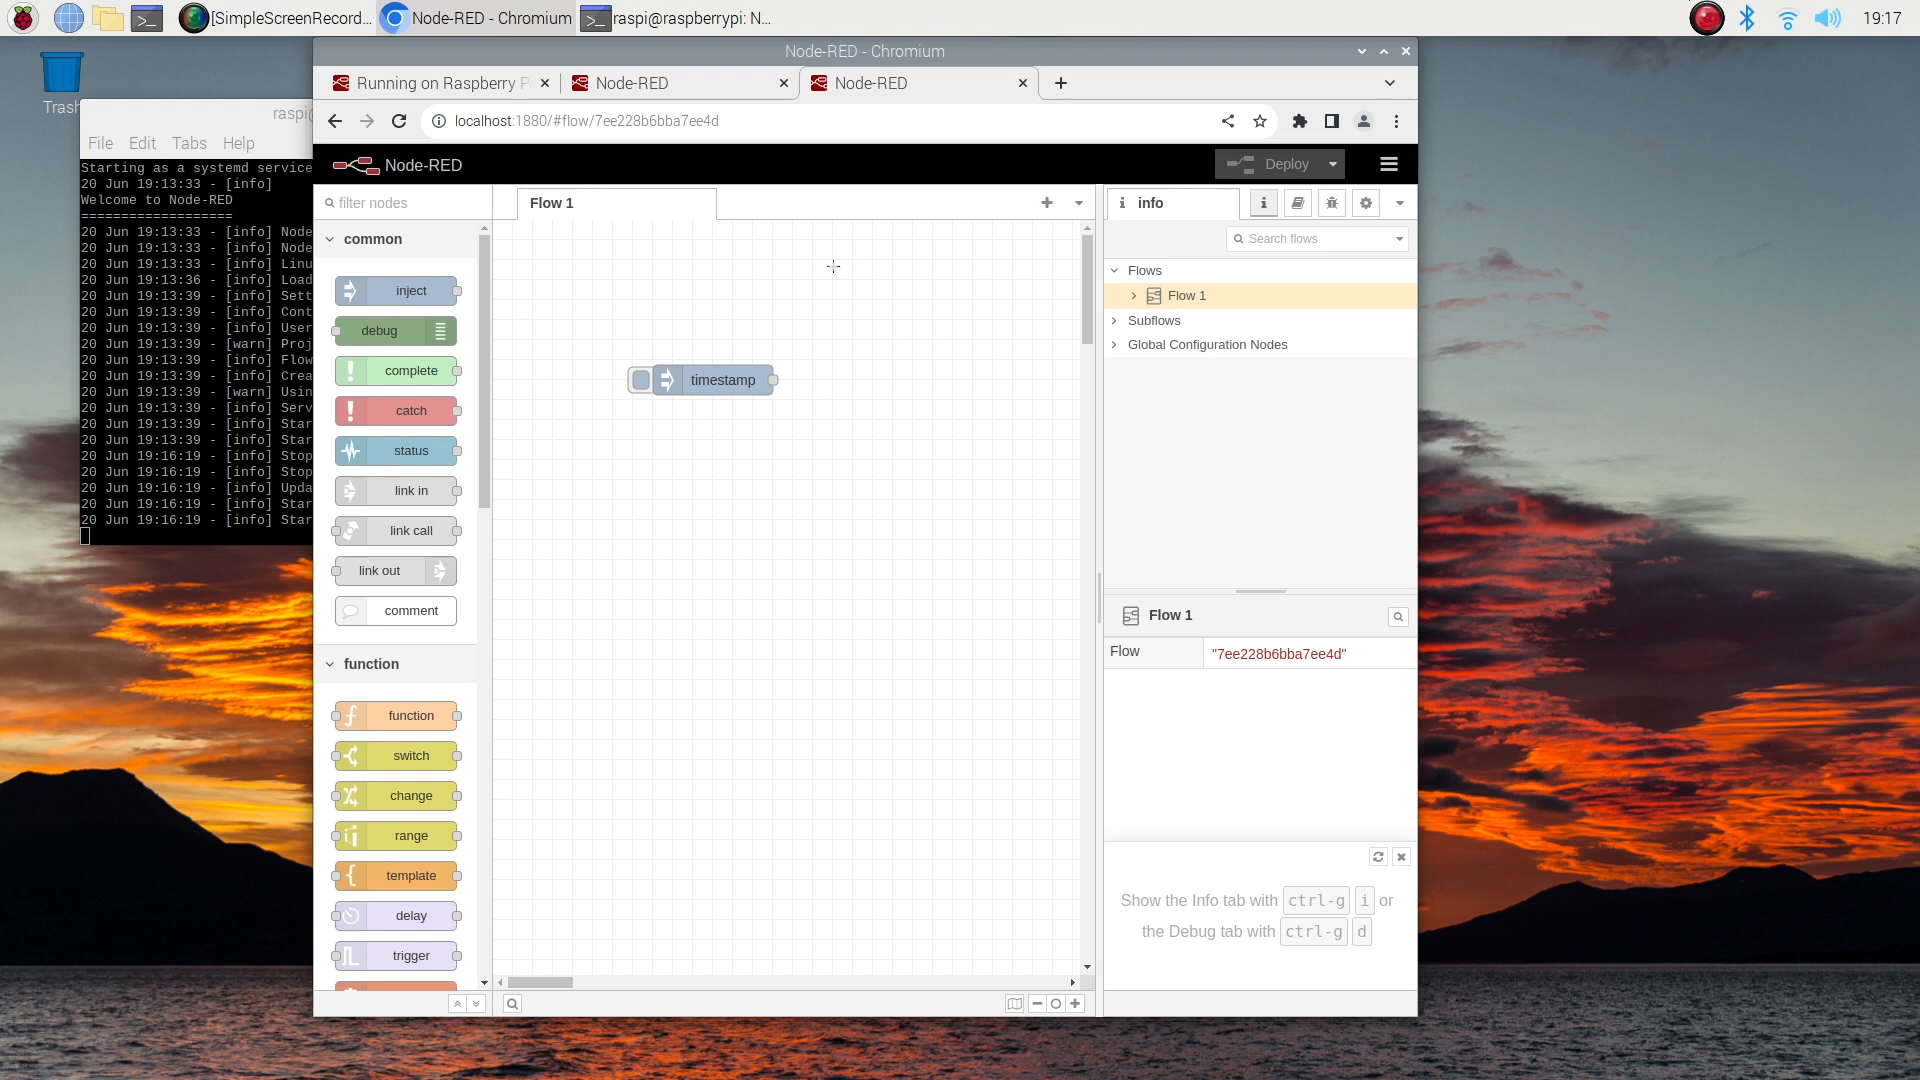 [SimpleScreenRecord...
Node-RED - Chromium
raspi@raspberrypi: N...
19:17
Trash
raspi@
File Edit Tabs Help
Starting as a systemd service
20 Jun 19:13:33 - [info]
Welcome to Node-RED
===================
20 Jun 19:13:33 - [info] Node
20 Jun 19:13:33 - [info] Node
20 Jun 19:13:33 - [info] Linu
20 Jun 19:13:36 - [info] Load
20 Jun 19:13:39 - [info] Sett
20 Jun 19:13:39 - [info] Cont
20 Jun 19:13:39 - [info] User
20 Jun 19:13:39 - [warn] Proj
20 Jun 19:13:39 - [info] Flow
20 Jun 19:13:39 - [info] Crea
20 Jun 19:13:39 - [warn] Usin
20 Jun 19:13:39 - [info] Serv
20 Jun 19:13:39 - [info] Star
20 Jun 19:13:39 - [info] Star
20 Jun 19:16:19 - [info] Stop
20 Jun 19:16:19 - [info] Stop
20 Jun 19:16:19 - [info] Upda
20 Jun 19:16:19 - [info] Star
20 Jun 19:16:19 - [info] Star
Node-RED - Chromium
Running on Raspberry P
Node-RED
Node-RED
localhost:1880/#flow/7ee228b6bba7ee4d
Node-RED
Deploy
filter nodes
common
inject
debug
complete
catch
status
link in
link call
link out
comment
function
function
switch
change
range
template
delay
trigger
Flow 1
timestamp
info
Search flows
Flows
Flow 1
Subflows
Global Configuration Nodes
Flow 1
Flow "7ee228b6bba7ee4d"
Show the Info tab with ctrl-g i or
the Debug tab with ctrl-g d